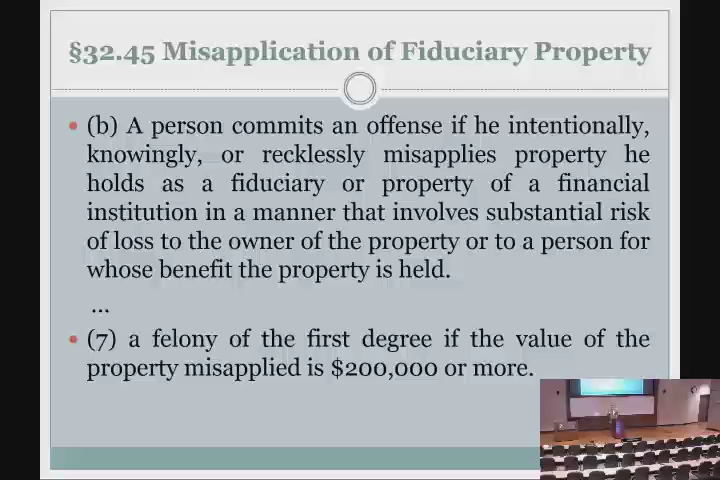 §32.45 Misapplication of Fiduciary Property
• (b) A person commits an offense if he intentionally,
knowingly, or recklessly misapplies property he
holds as a fiduciary or property of a financial
institution in a manner that involves substantial risk
of loss to the owner of the property or to a person for
whose benefit the property is held.
...
• (7) a felony of the first degree if the value of the
property misapplied is $200,000 or more.